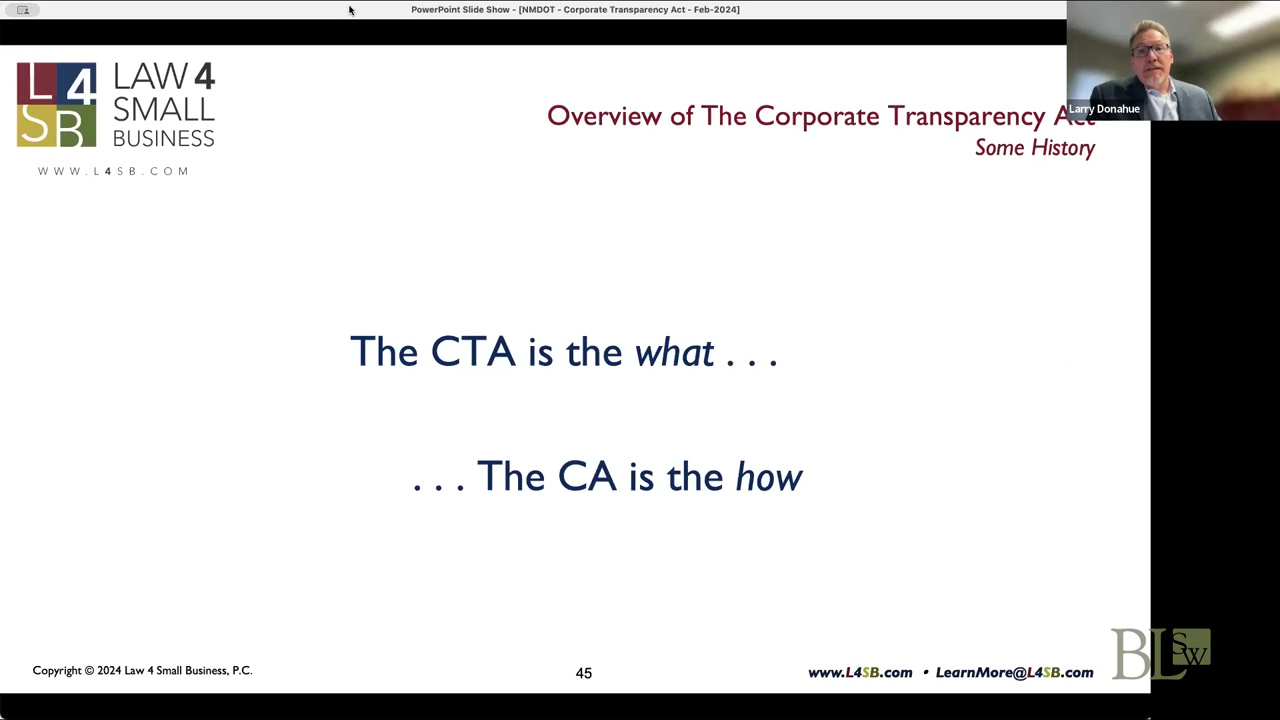 PowerPoint Slide Show - [NMDOT - Corporate Transparency Act - Feb-2024]
L4
SB
LAW 4
SMALL
BUSINESS
WWW.L4SB.COM
Larry Donahue
Overview of The Corporate Transparency Act
Some History
The CTA is the what . . .
. . . The CA is the how
Copyright © 2024 Law 4 Small Business, P.C.
45
www.L4SB.com • LearnMore@L4SB.com
BLSW